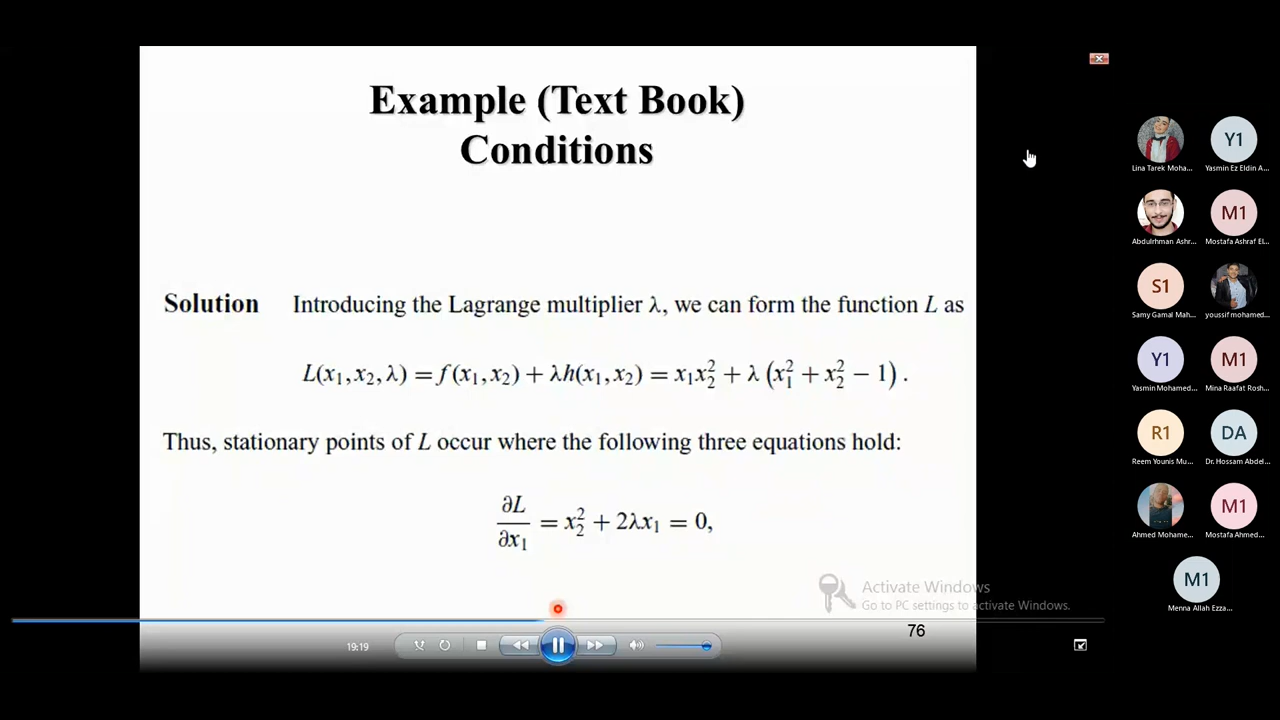 Example (Text Book)
Conditions
Solution Introducing the Lagrange multiplier λ, we can form the function L as
L(x₁,x₂,λ) = f(x₁,x₂) + λh(x₁,x₂) = x₁x₂² + λ (x₁² + x₂² − 1) .
Thus, stationary points of L occur where the following three equations hold:
∂L/∂x₁ = x₂² + 2λx₁ = 0,
Activate Windows
Go to PC settings to activate Windows.
76
19:19
Y1
Lina Tarek Moha...
Yasmin Ez Eldin A...
M1
Abdulrhman Ashr...
Mostafa Ashraf El...
S1
Samy Gamal Mah...
youssif mohamed...
Y1
M1
Yasmin Mohamed...
Mina Raafat Rosh...
R1
DA
Reem Younis Mu...
Dr. Hossam Abdel...
M1
Ahmed Mohame...
Mostafa Ahmed...
M1
Menna Allah Ezza...